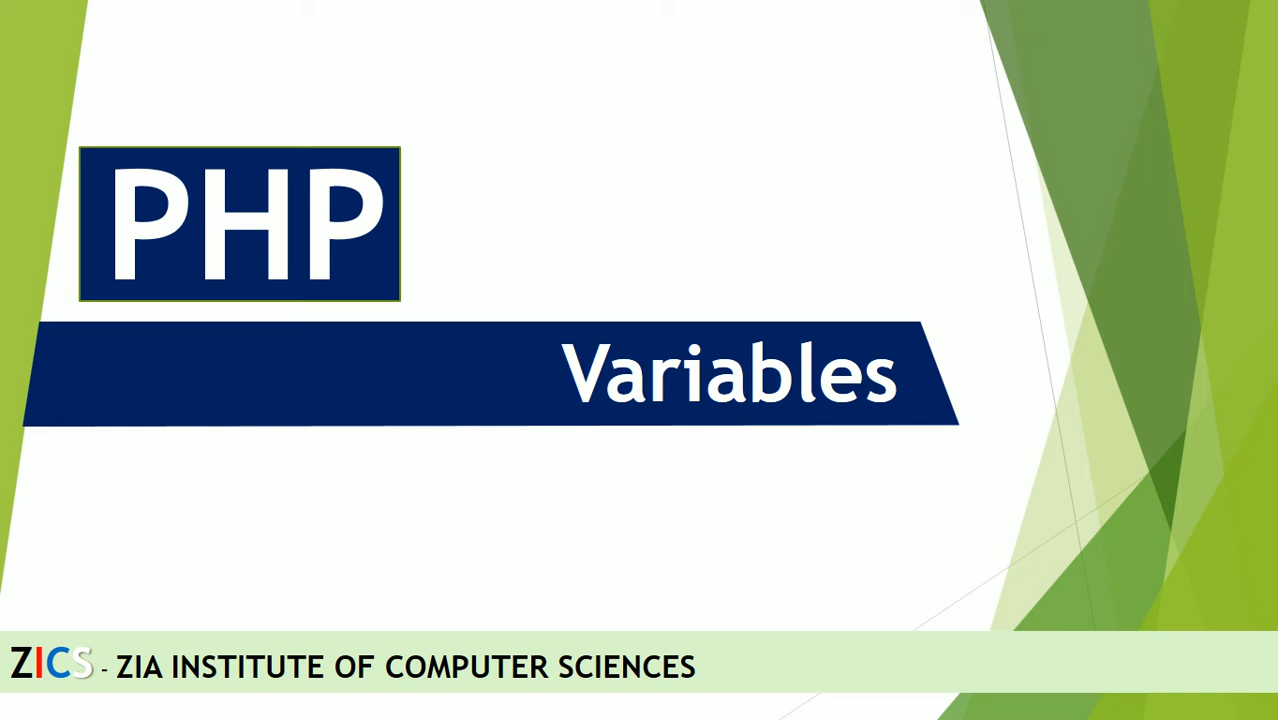 PHP
Variables
ZICS - ZIA INSTITUTE OF COMPUTER SCIENCES